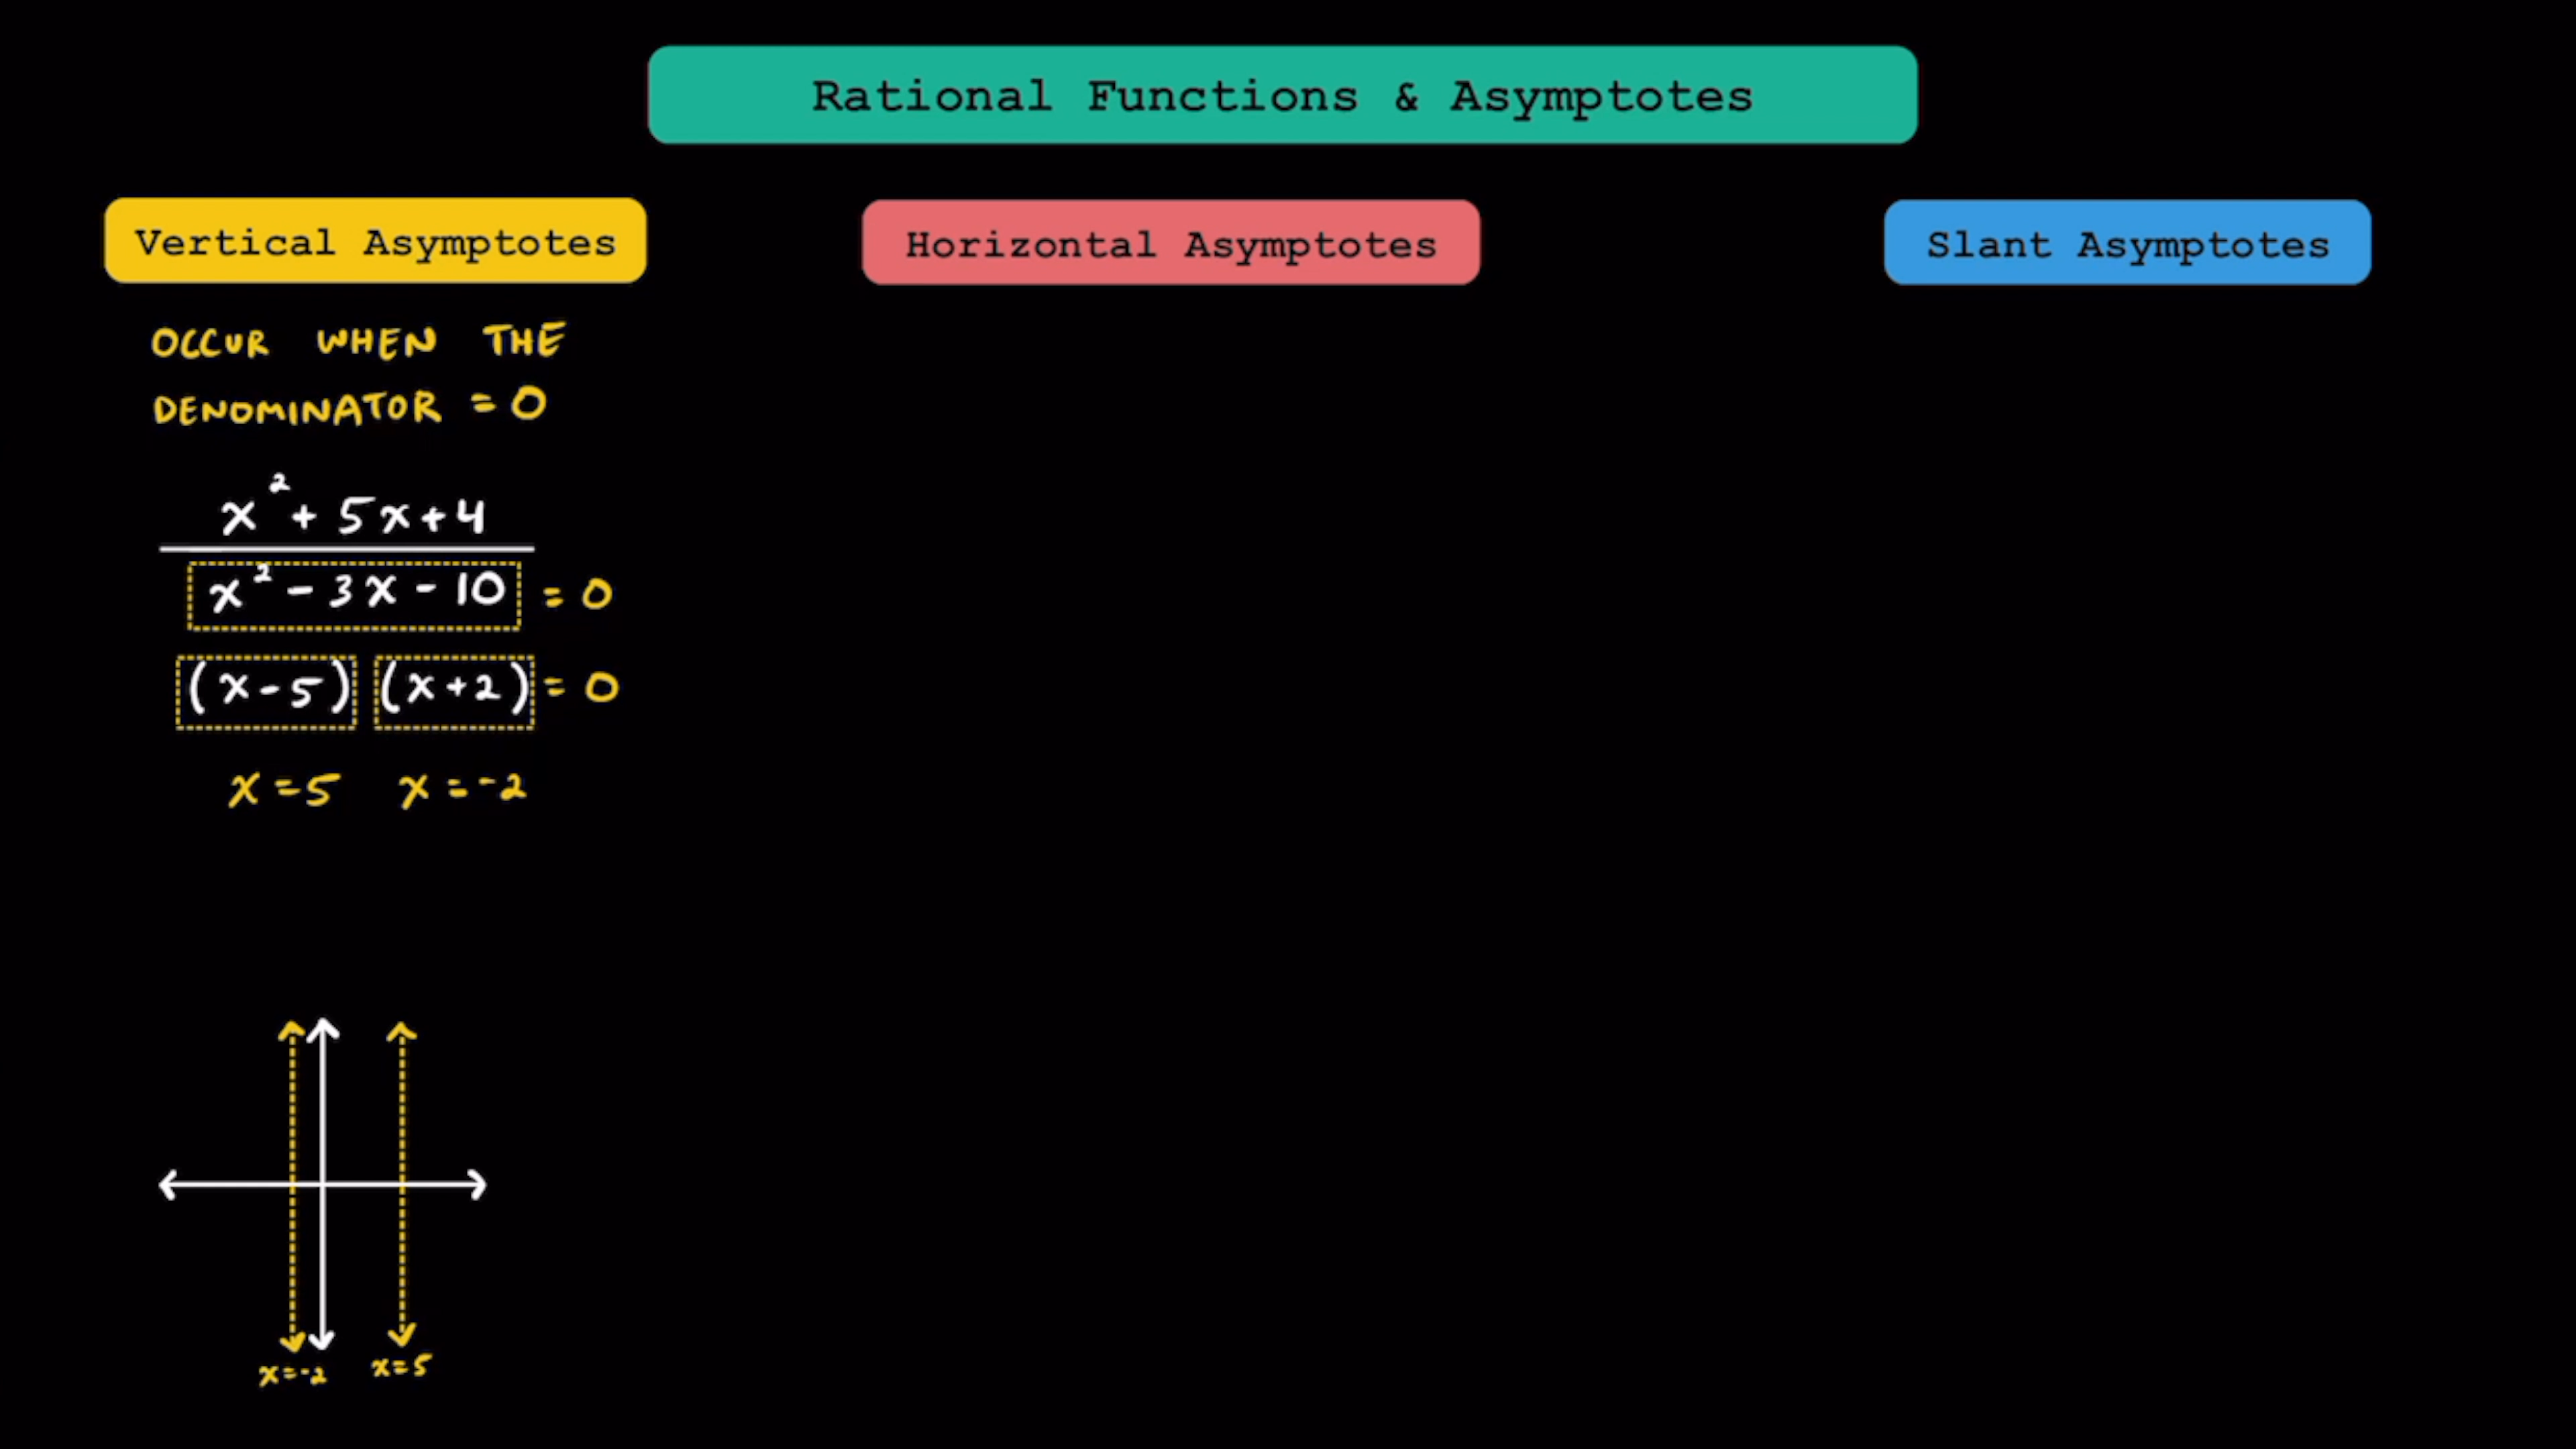 Rational Functions & Asymptotes
Vertical Asymptotes
Horizontal Asymptotes
Slant Asymptotes
OCCUR WHEN THE
DENOMINATOR = 0
x² + 5x + 4
x² - 3x - 10 = 0
(x - 5) (x + 2) = 0
x = 5 x = -2
x = -2 x = 5